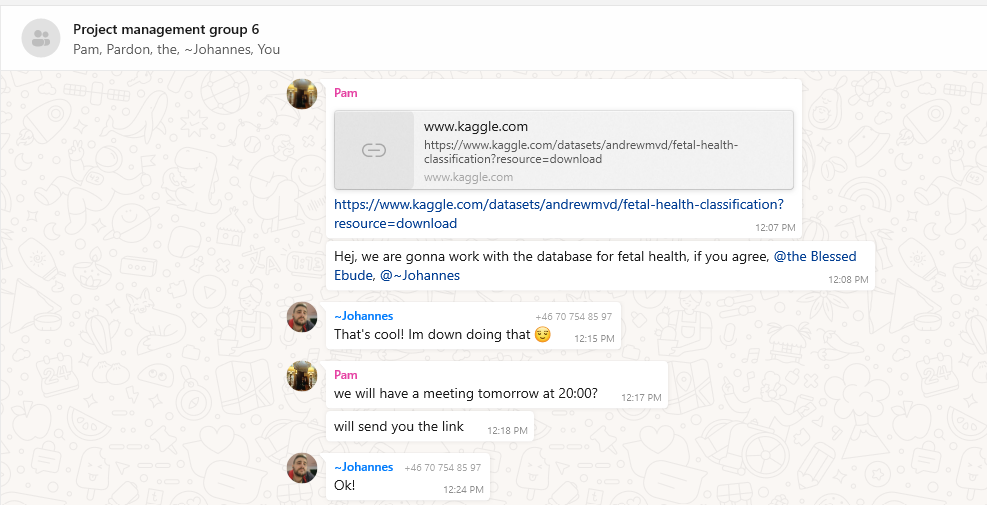 Project management group 6
Pam, Pardon, the, ~Johannes, You
Pam
www.kaggle.com
https://www.kaggle.com/datasets/andrewmvd/fetal-health-
classification?resource=download
www.kaggle.com
https://www.kaggle.com/datasets/andrewmvd/fetal-health-classification?
resource=download
12:07 PM
Hej, we are gonna work with the database for fetal health, if you agree, @the Blessed
Ebude, @~Johannes
12:08 PM
~Johannes +46 70 754 85 97
That's cool! Im down doing that 😉
12:15 PM
Pam
we will have a meeting tomorrow at 20:00?
12:17 PM
will send you the link
12:18 PM
~Johannes +46 70 754 85 97
Ok!
12:24 PM